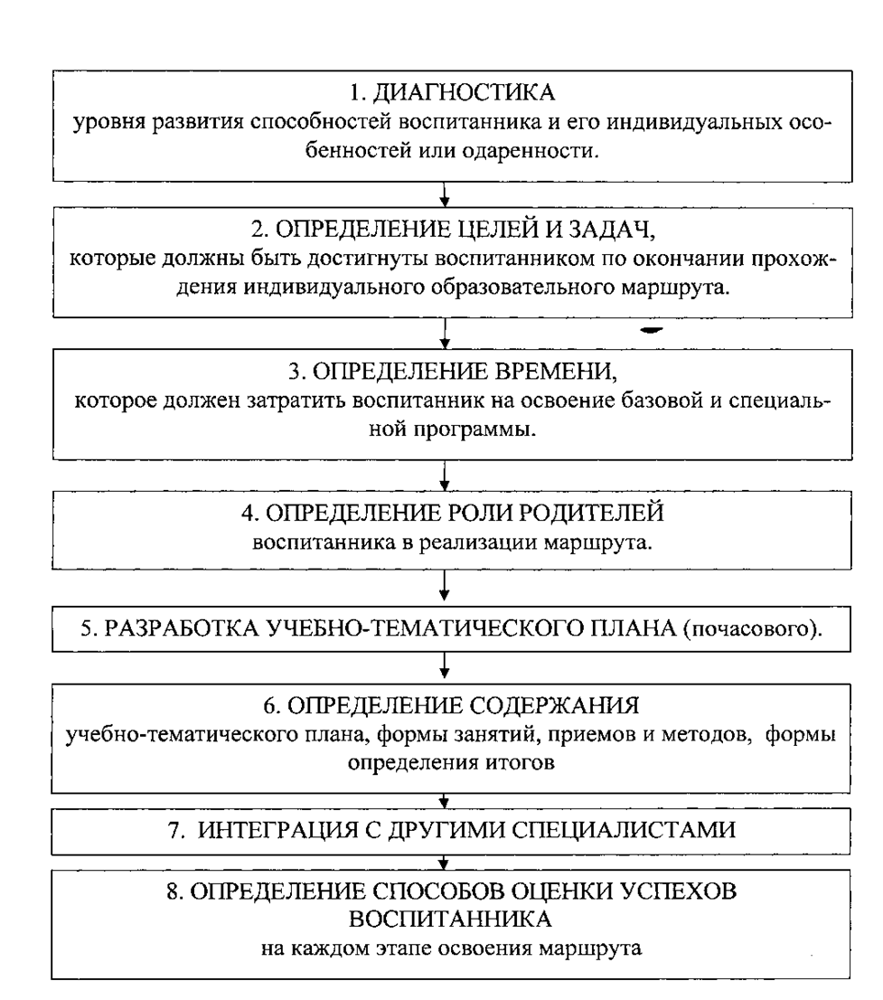 1. ДИАГНОСТИКА
уровня развития способностей воспитанника и его индивидуальных осо-
бенностей или одаренности.
2. ОПРЕДЕЛЕНИЕ ЦЕЛЕЙ И ЗАДАЧ,
которые должны быть достигнуты воспитанником по окончании прохож-
дения индивидуального образовательного маршрута.
3. ОПРЕДЕЛЕНИЕ ВРЕМЕНИ,
которое должен затратить воспитанник на освоение базовой и специаль-
ной программы.
4. ОПРЕДЕЛЕНИЕ РОЛИ РОДИТЕЛЕЙ
воспитанника в реализации маршрута.
5. РАЗРАБОТКА УЧЕБНО-ТЕМАТИЧЕСКОГО ПЛАНА (почасового).
6. ОПРЕДЕЛЕНИЕ СОДЕРЖАНИЯ
учебно-тематического плана, формы занятий, приемов и методов, формы
определения итогов
7. ИНТЕГРАЦИЯ С ДРУГИМИ СПЕЦИАЛИСТАМИ
8. ОПРЕДЕЛЕНИЕ СПОСОБОВ ОЦЕНКИ УСПЕХОВ
ВОСПИТАННИКА
на каждом этапе освоения маршрута